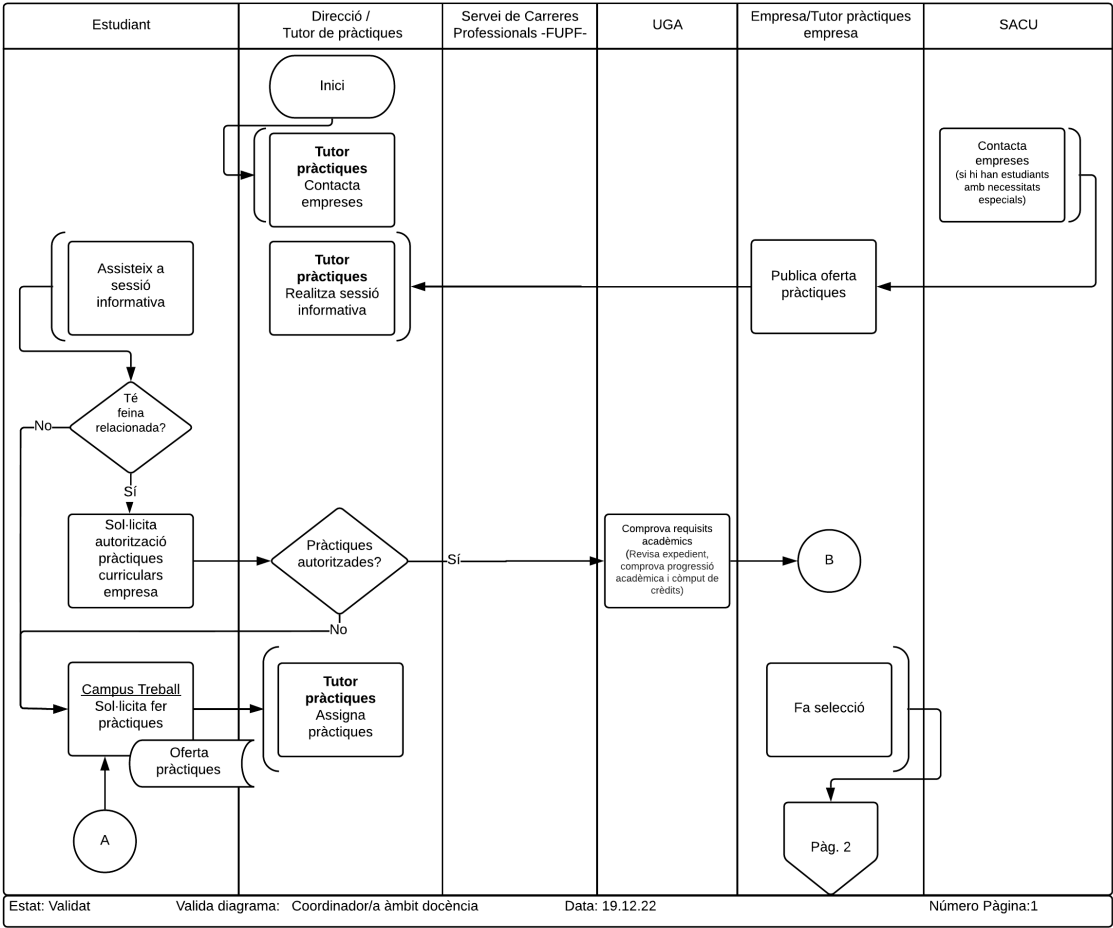 Estudiant
Direcció /
Tutor de pràctiques
Servei de Carreres
Professionals -FUPF-
UGA
Empresa/Tutor pràctiques
empresa
SACU
Inici
Tutor
pràctiques
Contacta
empreses
Contacta
empreses
(si hi han estudiants
amb necessitats
especials)
Assisteix a
sessió
informativa
Tutor
pràctiques
Realitza sessió
informativa
Publica oferta
pràctiques
Té
feina
relacionada?
No
Sí
Sol·licita
autorització
pràctiques
curriculars
empresa
Pràctiques
autoritzades?
Sí
Comprova requisits
acadèmics
(Revisa expedient,
comprova progressió
acadèmica i còmput de
crèdits)
B
No
Campus Treball
Sol·licita fer
pràctiques
Oferta
pràctiques
Tutor
pràctiques
Assigna
pràctiques
Fa selecció
A
Pàg. 2
Estat: Validat
Valida diagrama: Coordinador/a àmbit docència
Data: 19.12.22
Número Pàgina:1